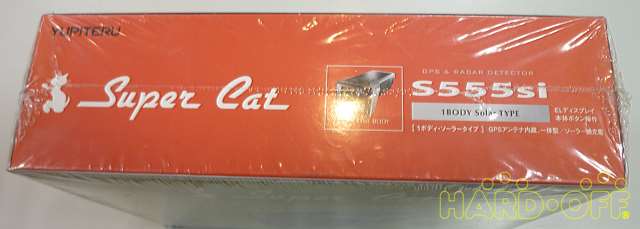 YUPITERU
Super Cat
GPS & RADAR DETECTOR
S555si
1BODY Solar TYPE
ELディスプレイ
本体ボタン操作
【1ボディ・ソーラータイプ】 GPSアンテナ内蔵、一体型・ソーラー補充電
BODY
HARD・OFF